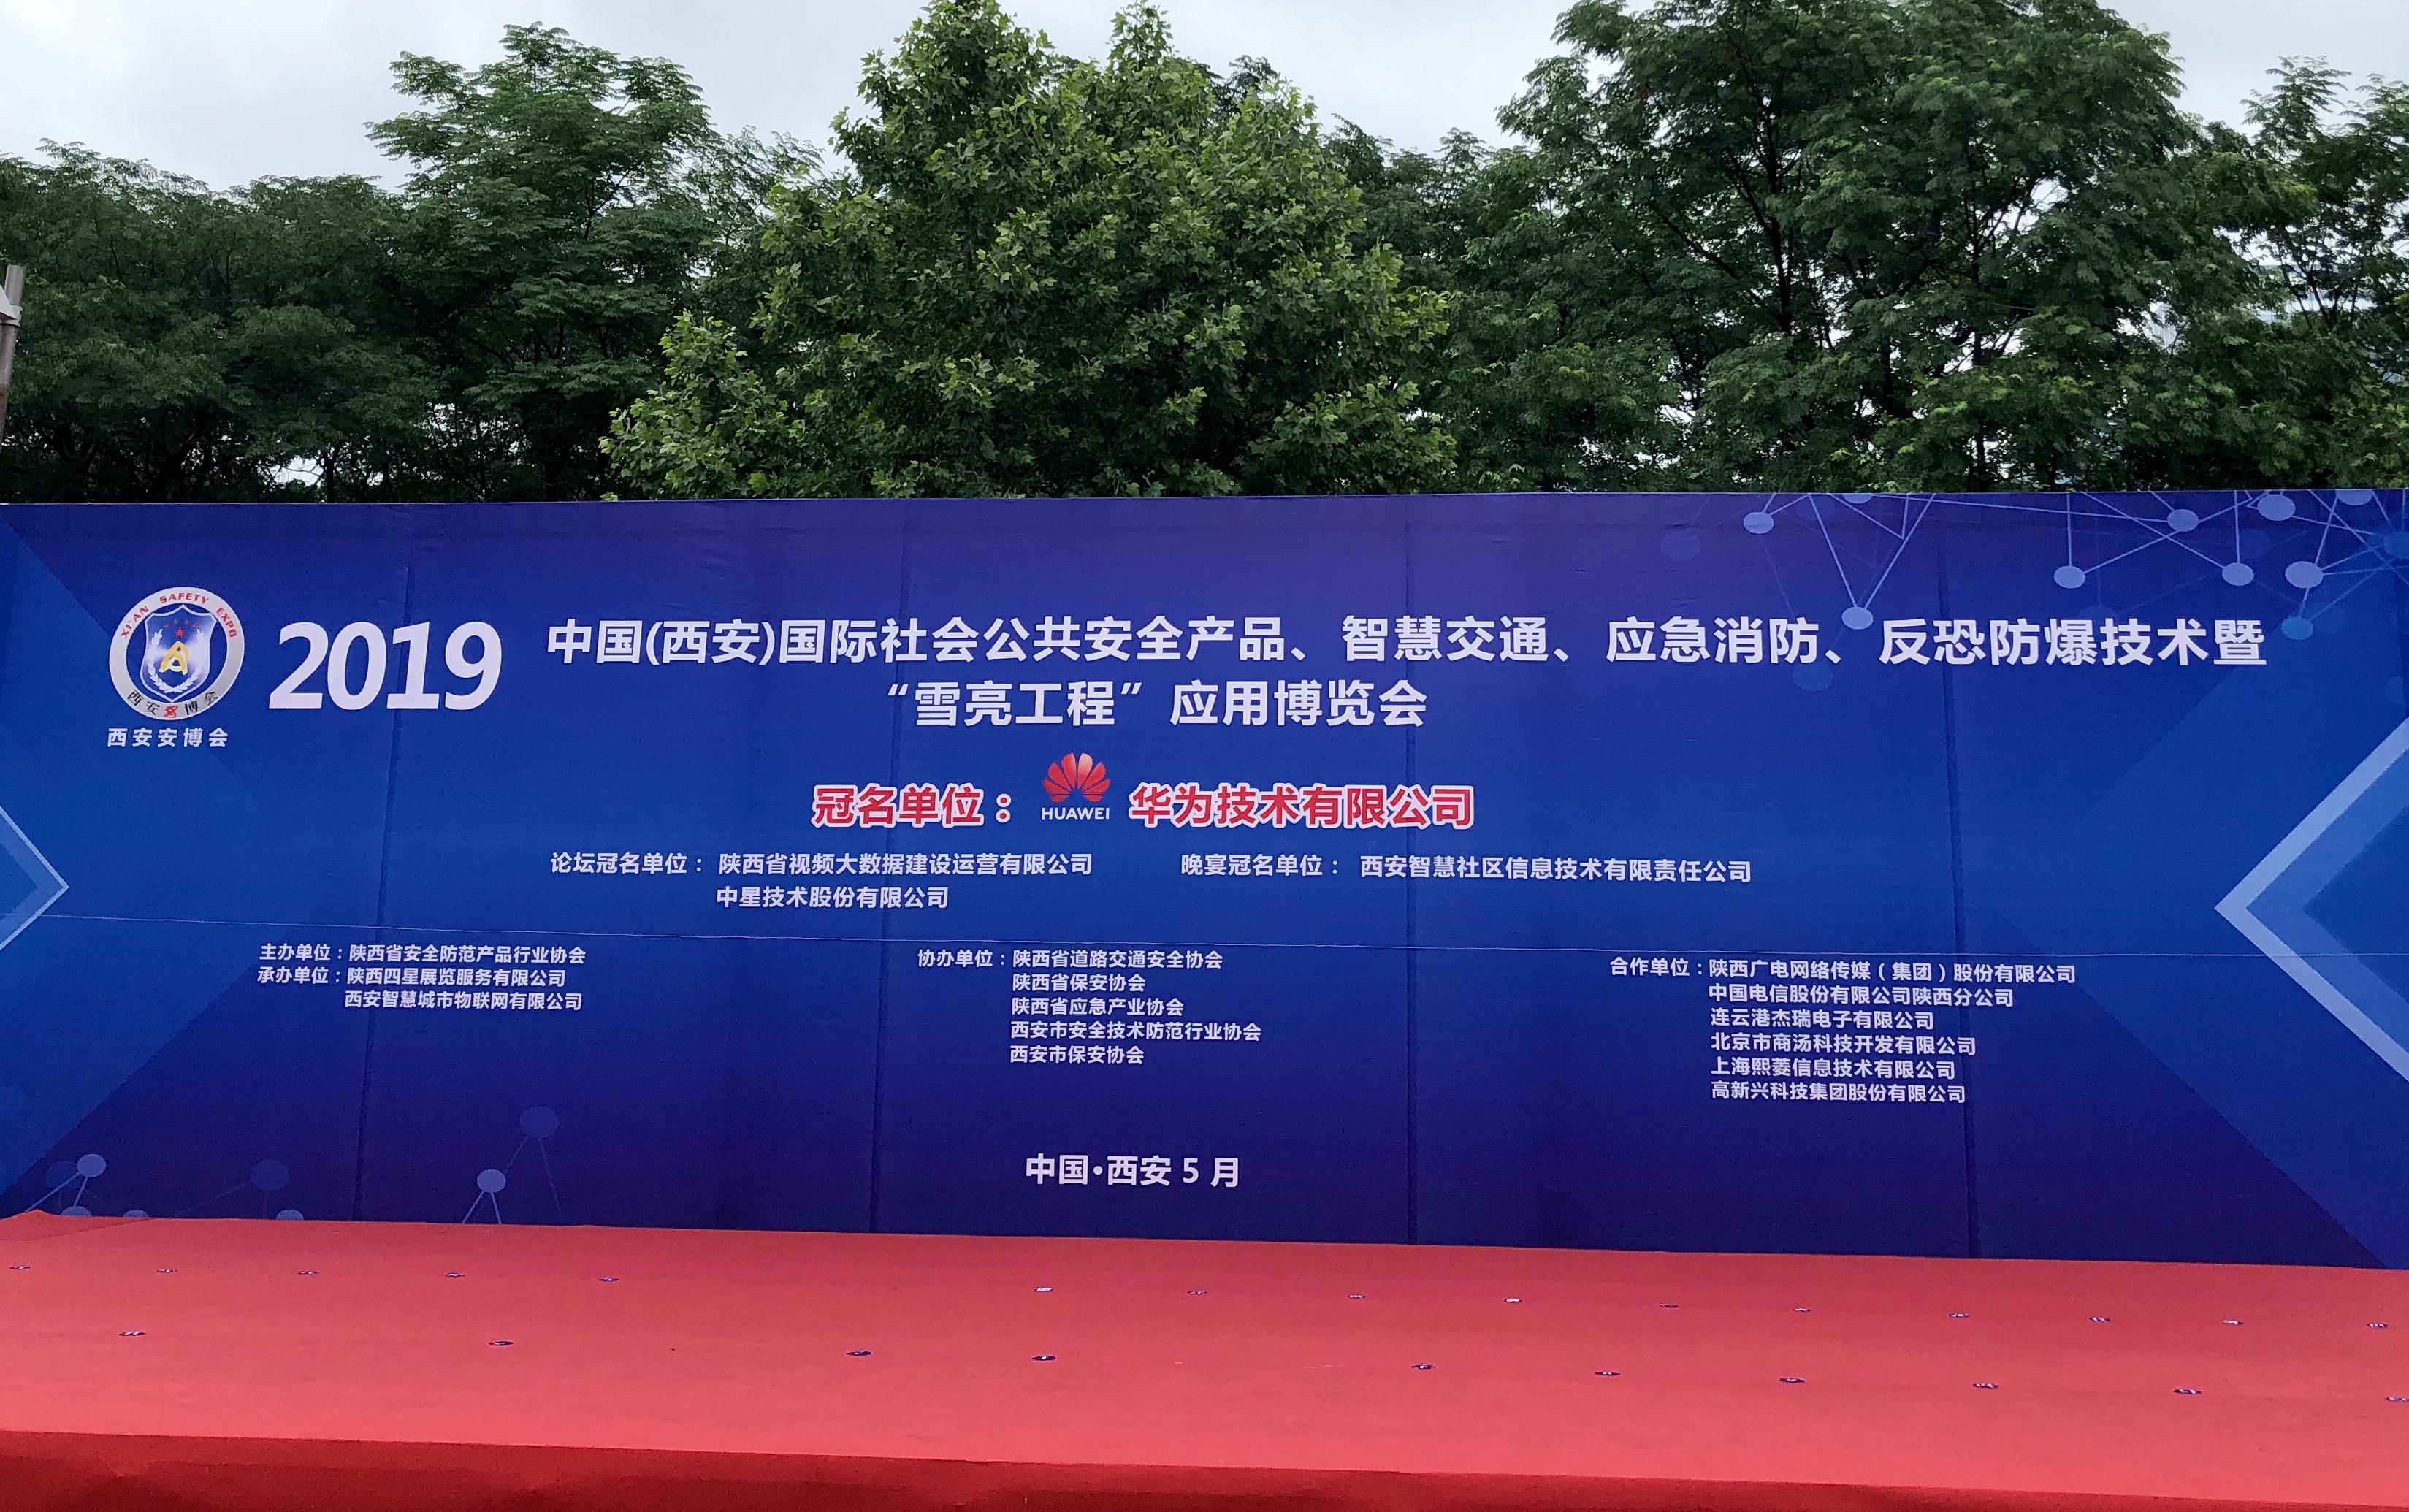 XI'AN SAFETY EXPO
西安安博会
西安安博会
2019
中国(西安)国际社会公共安全产品、智慧交通、应急消防、反恐防爆技术暨
“雪亮工程”应用博览会
冠名单位：
HUAWEI
华为技术有限公司
论坛冠名单位：陕西省视频大数据建设运营有限公司
中星技术股份有限公司
晚宴冠名单位：西安智慧社区信息技术有限责任公司
主办单位：陕西省安全防范产品行业协会
承办单位：陕西四星展览服务有限公司
西安智慧城市物联网有限公司
协办单位：陕西省道路交通安全协会
陕西省保安协会
陕西省应急产业协会
西安市安全技术防范行业协会
西安市保安协会
合作单位：陕西广电网络传媒（集团）股份有限公司
中国电信股份有限公司陕西分公司
连云港杰瑞电子有限公司
北京市商汤科技开发有限公司
上海熙菱信息技术有限公司
高新兴科技集团股份有限公司
中国·西安 5 月